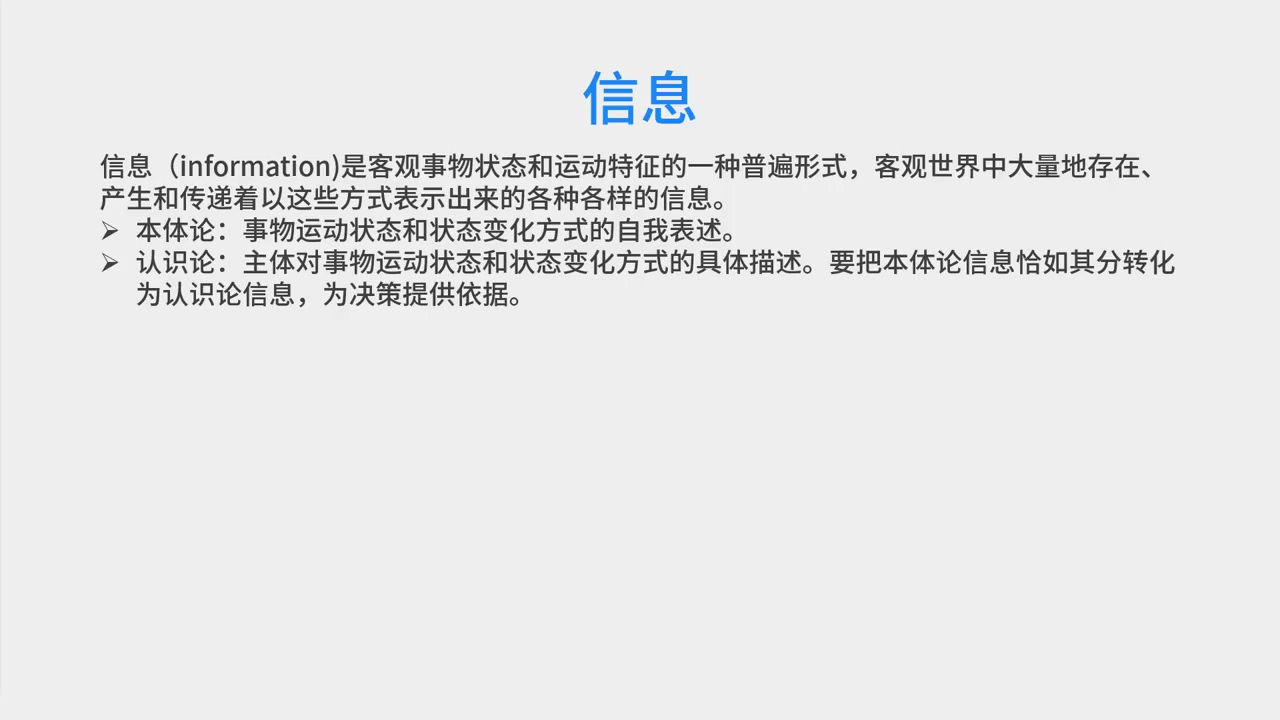 信息
信息（information)是客观事物状态和运动特征的一种普遍形式，客观世界中大量地存在、
产生和传递着以这些方式表示出来的各种各样的信息。
➢ 本体论：事物运动状态和状态变化方式的自我表述。
➢ 认识论：主体对事物运动状态和状态变化方式的具体描述。要把本体论信息恰如其分转化
为认识论信息，为决策提供依据。